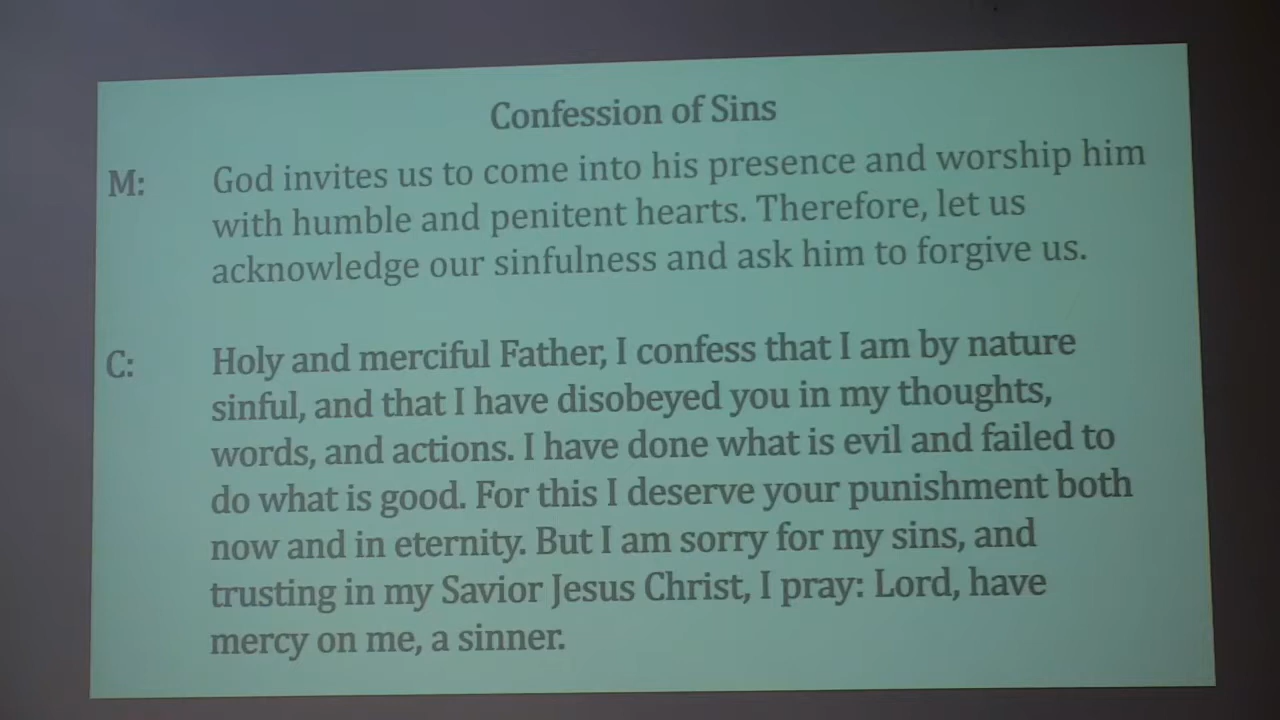 Confession of Sins
M: God invites us to come into his presence and worship him
with humble and penitent hearts. Therefore, let us
acknowledge our sinfulness and ask him to forgive us.
C: Holy and merciful Father, I confess that I am by nature
sinful, and that I have disobeyed you in my thoughts,
words, and actions. I have done what is evil and failed to
do what is good. For this I deserve your punishment both
now and in eternity. But I am sorry for my sins, and
trusting in my Savior Jesus Christ, I pray: Lord, have
mercy on me, a sinner.